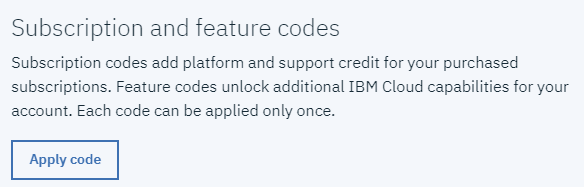 Subscription and feature codes
Subscription codes add platform and support credit for your purchased
subscriptions. Feature codes unlock additional IBM Cloud capabilities for your
account. Each code can be applied only once.
Apply code